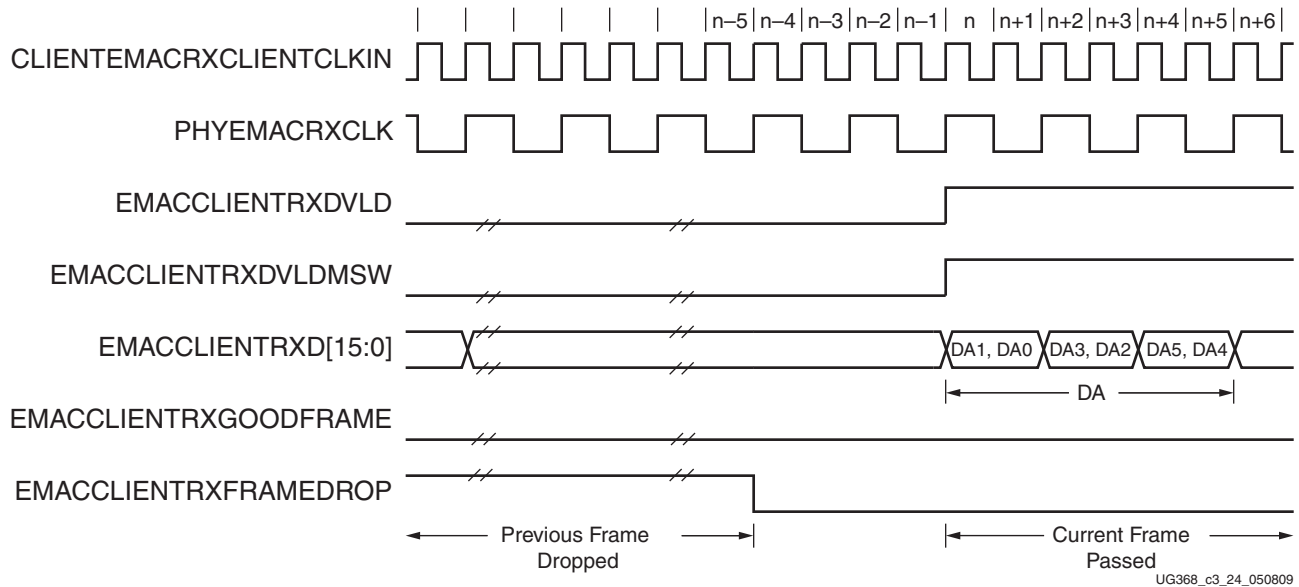 n–5 n–4 n–3 n–2 n–1 n n+1 n+2 n+3 n+4 n+5 n+6
CLIENTEMACRXCLIENTCLKIN
PHYEMACRXCLK
EMACCLIENTRXDVLD
EMACCLIENTRXDVLDMSW
EMACCLIENTRXD[15:0]
DA1, DA0 DA3, DA2 DA5, DA4
DA
EMACCLIENTRXGOODFRAME
EMACCLIENTRXFRAMEDROP
Previous Frame
Dropped
Current Frame
Passed
UG368_c3_24_050809